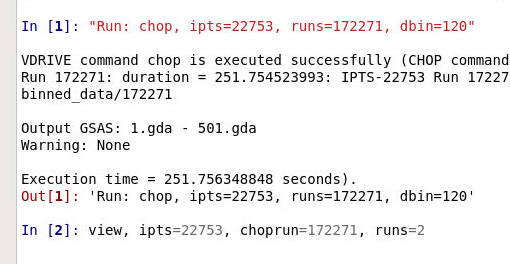 In [1]: "Run: chop, ipts=22753, runs=172271, dbin=120"
VDRIVE command chop is executed successfully (CHOP command
Run 172271: duration = 251.754523993: IPTS-22753 Run 17227
binned_data/172271
Output GSAS: 1.gda - 501.gda
Warning: None
Execution time = 251.756348848 seconds).
Out[1]: 'Run: chop, ipts=22753, runs=172271, dbin=120'
In [2]: view, ipts=22753, choprun=172271, runs=2